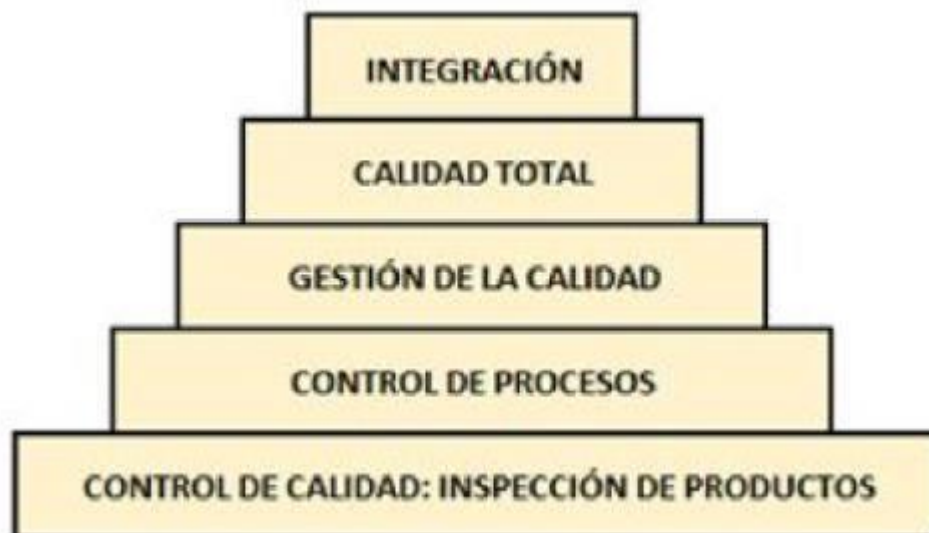 INTEGRACIÓN
CALIDAD TOTAL
GESTIÓN DE LA CALIDAD
CONTROL DE PROCESOS
CONTROL DE CALIDAD: INSPECCIÓN DE PRODUCTOS